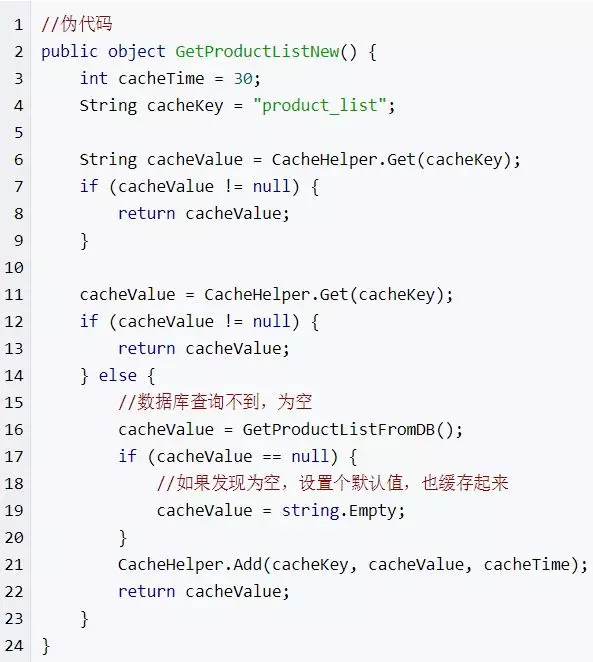 1 //伪代码
2 public object GetProductListNew() {
3     int cacheTime = 30;
4     String cacheKey = "product_list";
5
6     String cacheValue = CacheHelper.Get(cacheKey);
7     if (cacheValue != null) {
8         return cacheValue;
9     }
10
11     cacheValue = CacheHelper.Get(cacheKey);
12     if (cacheValue != null) {
13         return cacheValue;
14     } else {
15         //数据库查询不到，为空
16         cacheValue = GetProductListFromDB();
17         if (cacheValue == null) {
18             //如果发现为空，设置个默认值，也缓存起来
19             cacheValue = string.Empty;
20         }
21         CacheHelper.Add(cacheKey, cacheValue, cacheTime);
22         return cacheValue;
23     }
24 }